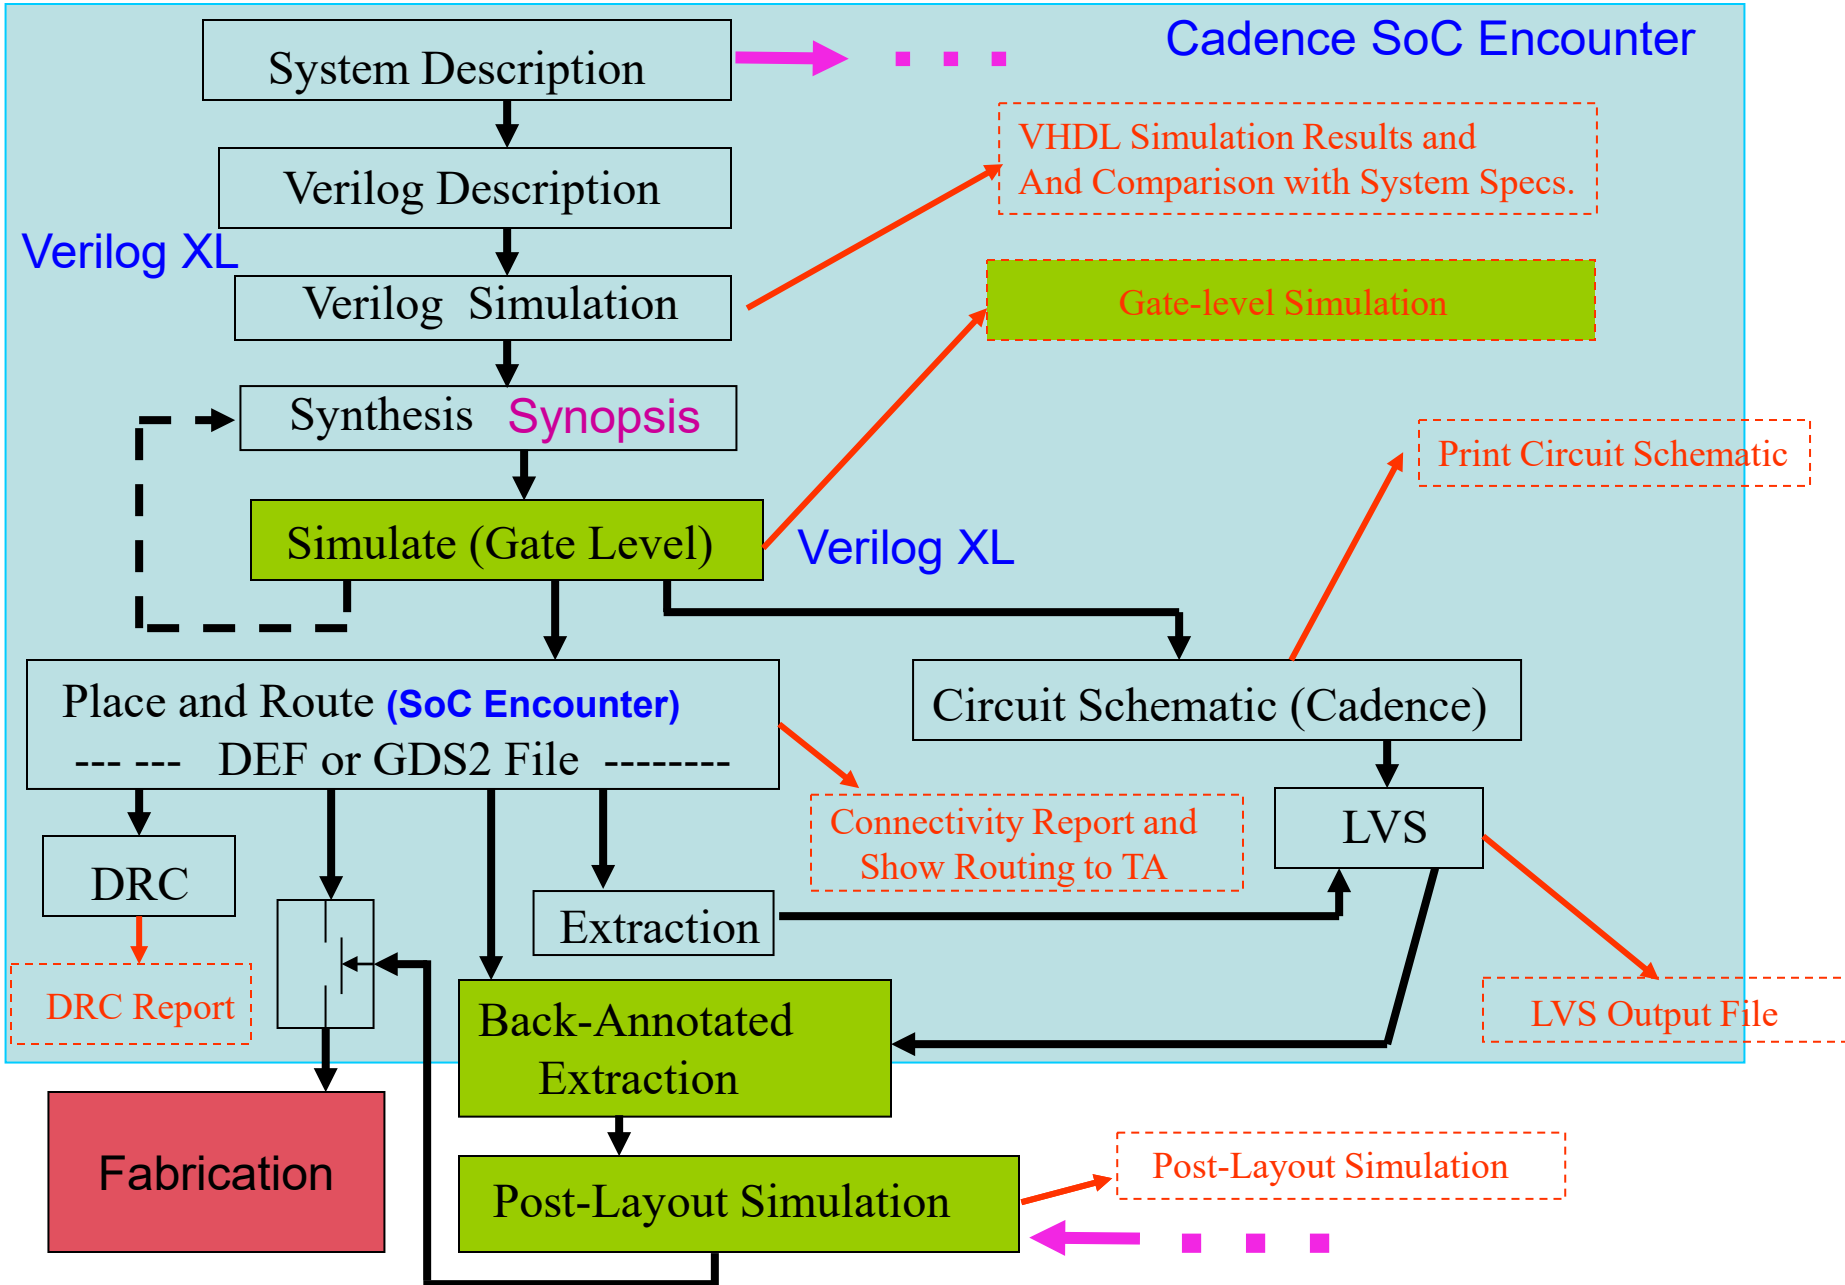 Cadence SoC Encounter
System Description
VHDL Simulation Results and
And Comparison with System Specs.
Verilog Description
Verilog XL
Verilog Simulation
Gate-level Simulation
Synthesis Synopsis
Print Circuit Schematic
Simulate (Gate Level)
Verilog XL
Place and Route (SoC Encounter)
--- --- DEF or GDS2 File --------
Circuit Schematic (Cadence)
Connectivity Report and
Show Routing to TA
LVS
DRC
Extraction
DRC Report
LVS Output File
Back-Annotated
Extraction
Fabrication
Post-Layout Simulation
Post-Layout Simulation